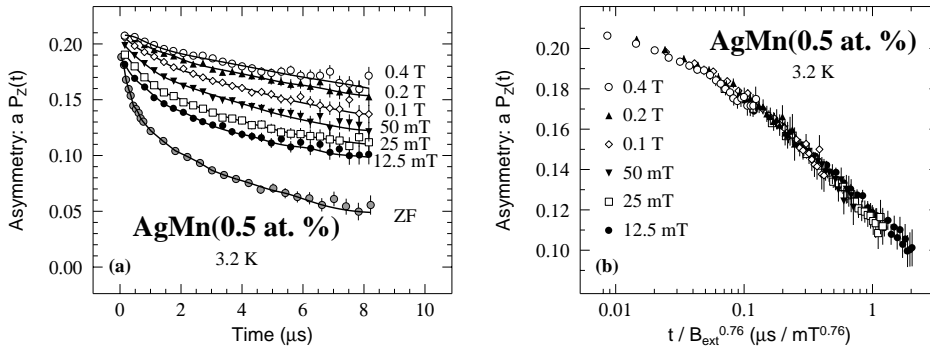 0.20
0.15
0.10
0.05
0.00
Asymmetry: a P_Z(t)
0.4 T
0.2 T
0.1 T
50 mT
25 mT
12.5 mT
ZF
AgMn(0.5 at. %)
3.2 K
(a)
0 2 4 6 8 10
Time (μs)
0.20
0.18
0.16
0.14
0.12
0.10
Asymmetry: a P_Z(t)
AgMn(0.5 at. %)
3.2 K
0.4 T
0.2 T
0.1 T
50 mT
25 mT
12.5 mT
(b)
0.01 0.1 1
t / B_ext^0.76 (μs / mT^0.76)